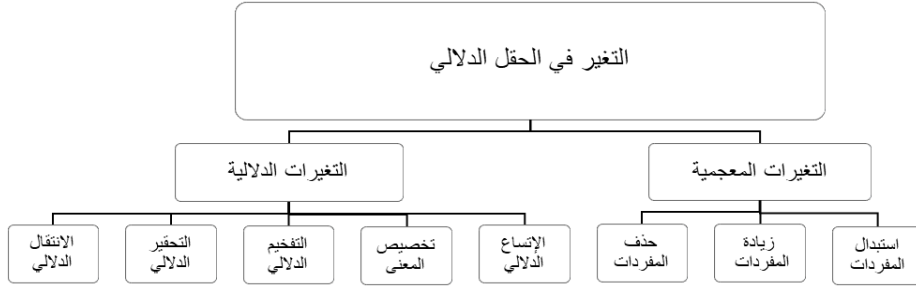 التغير في الحقل الدلالي
التغيرات المعجمية
التغيرات الدلالية
استبدال
المفردات
زيادة
المفردات
حذف
المفردات
الإتساع
الدلالي
تخصيص
المعنى
التفخيم
الدلالي
التحقير
الدلالي
الانتقال
الدلالي